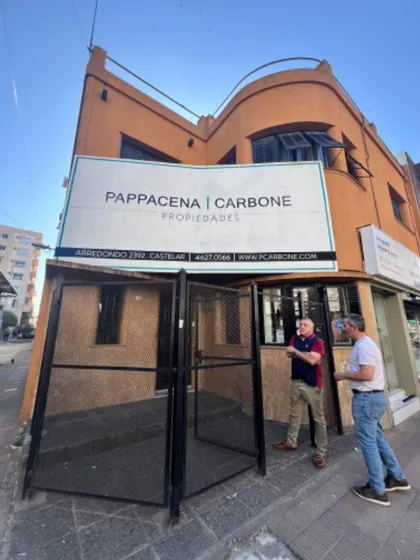 PAPPACENA | CARBONE
PROPIEDADES
ARREDONDO 2392 CASTELAR | 4627.0566 | WWW.PCARBONE.COM